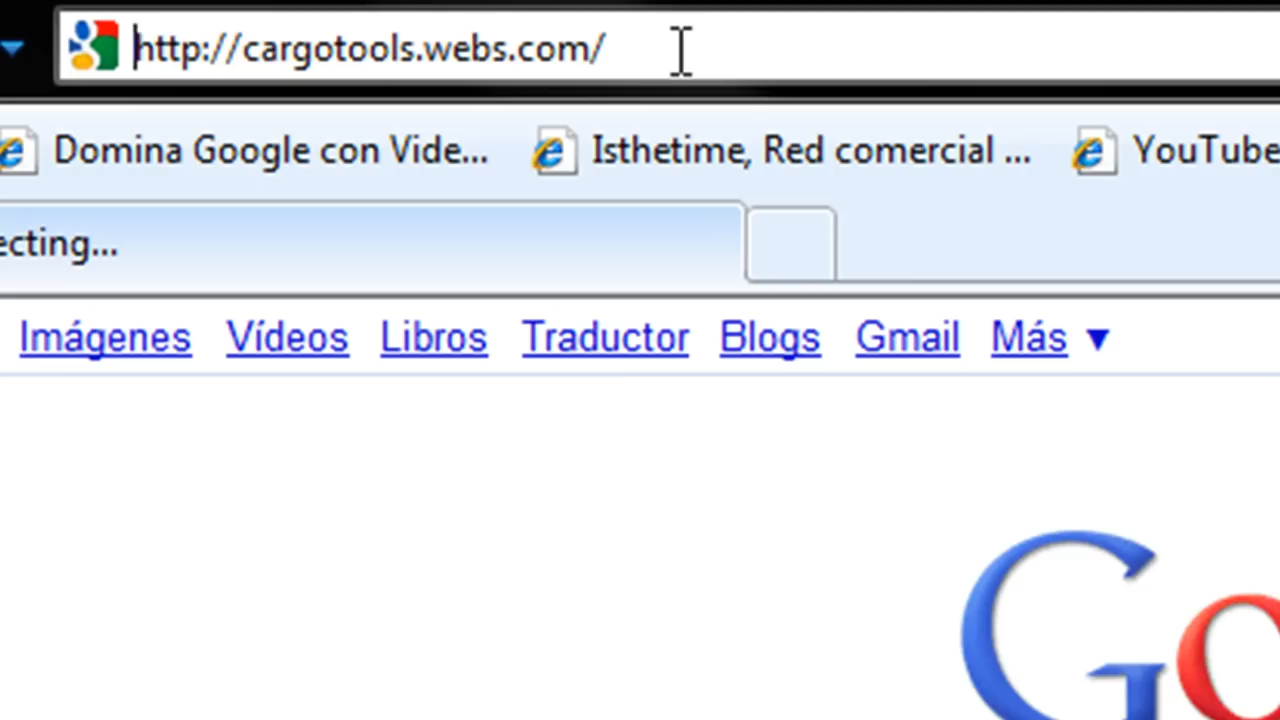 http://cargotools.webs.com/
Domina Google con Vide... Isthetime, Red comercial ... YouTube
ecting...
Imágenes Vídeos Libros Traductor Blogs Gmail Más ▼
Go